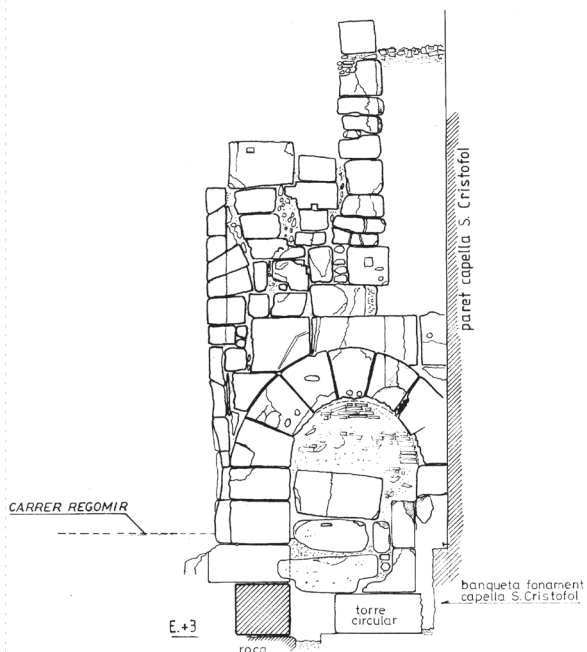 paret capella S. Cristofol
CARRER REGOMIR
banqueta fonament
capella S. Cristofol
torre
circular
E.+3
roca